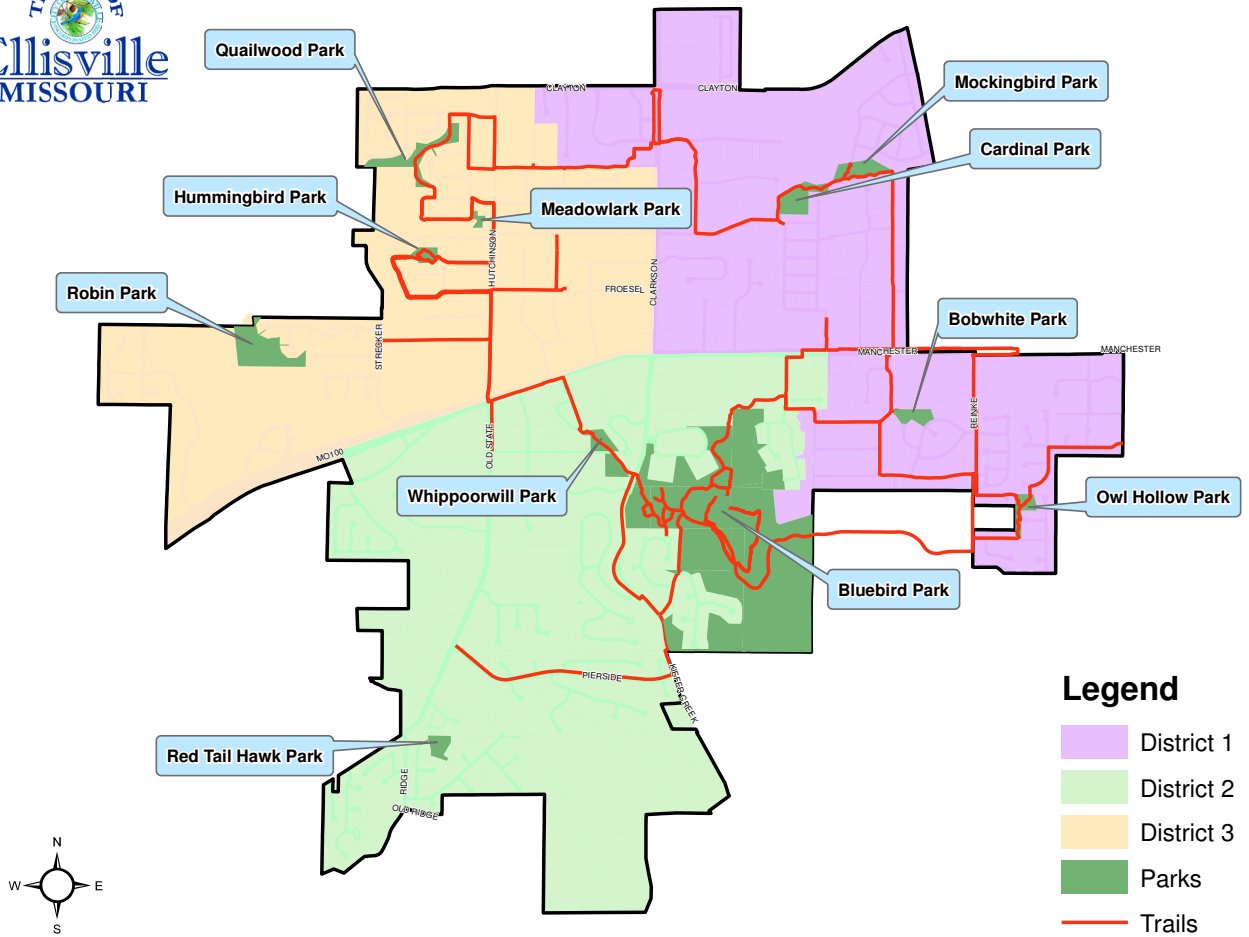 Ellisville
MISSOURI
Quailwood Park
Mockingbird Park
CLAYTON
CLAYTON
Cardinal Park
Hummingbird Park
Meadowlark Park
HUTCHINSON
CLARKSON
FROESEL
Robin Park
STRECKER
Bobwhite Park
MANCHESTER
MANCHESTER
REINKE
OLD STATE
MO100
Whippoorwill Park
Owl Hollow Park
Bluebird Park
PIERSIDE
KIEFER CREEK
Red Tail Hawk Park
RIDGE
OLD RIDGE
Legend
District 1
District 2
District 3
Parks
Trails
N
W
E
S